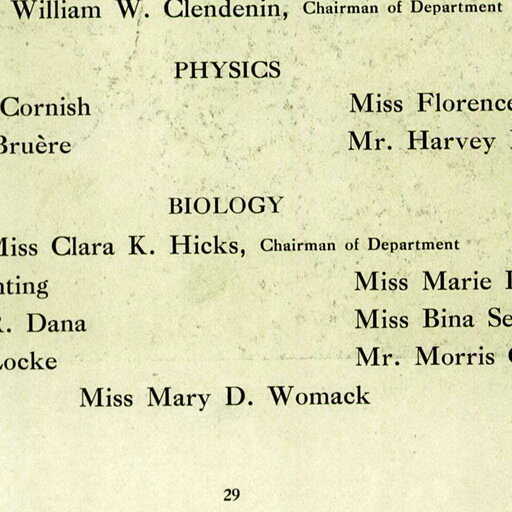 William W. Clendenin, Chairman of Department
PHYSICS
Cornish Miss Florence
Bruère Mr. Harvey
BIOLOGY
Miss Clara K. Hicks, Chairman of Department
nting Miss Marie
R. Dana Miss Bina Se
Locke Mr. Morris
Miss Mary D. Womack
29